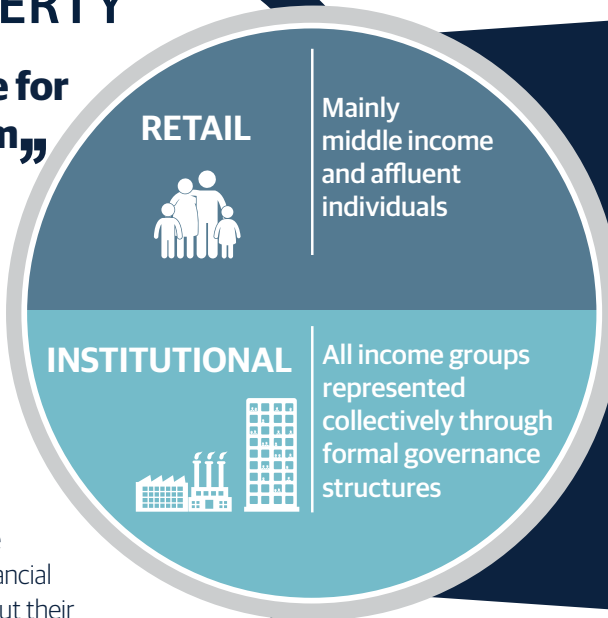 ERTY
e for
m„
RETAIL
Mainly
middle income
and affluent
individuals
INSTITUTIONAL
All income groups
represented
collectively through
formal governance
structures
ancial
ut their